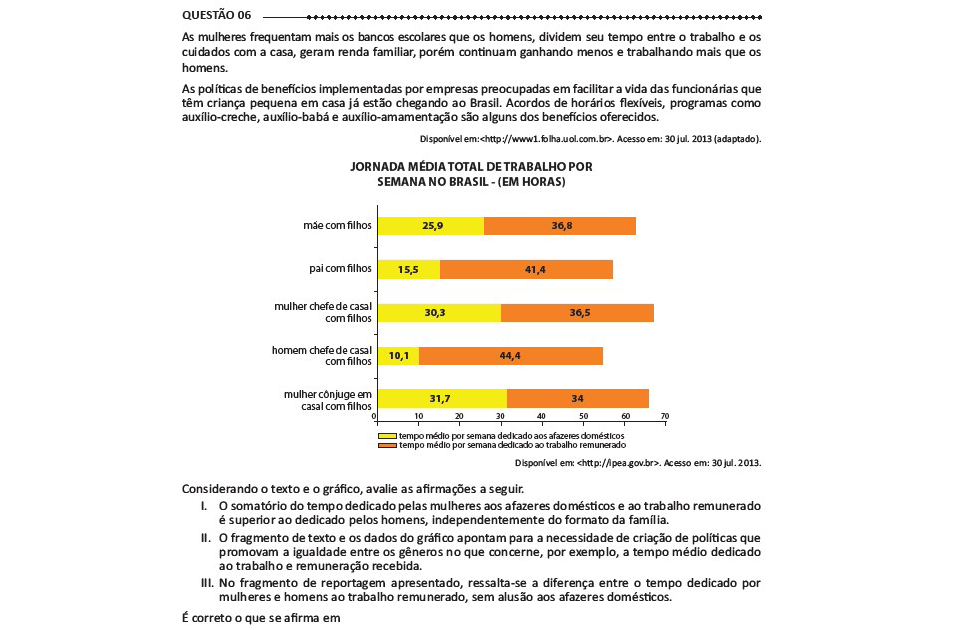 QUESTÃO 06
As mulheres frequentam mais os bancos escolares que os homens, dividem seu tempo entre o trabalho e os
cuidados com a casa, geram renda familiar, porém continuam ganhando menos e trabalhando mais que os
homens.
As políticas de benefícios implementadas por empresas preocupadas em facilitar a vida das funcionárias que
têm criança pequena em casa já estão chegando ao Brasil. Acordos de horários flexíveis, programas como
auxílio-creche, auxílio-babá e auxílio-amamentação são alguns dos benefícios oferecidos.
Disponível em:<http://www1.folha.uol.com.br>. Acesso em: 30 jul. 2013 (adaptado).
JORNADA MÉDIA TOTAL DE TRABALHO POR
SEMANA NO BRASIL - (EM HORAS)
mãe com filhos 25,9 36,8
pai com filhos 15,5 41,4
mulher chefe de casal
com filhos 30,3 36,5
homem chefe de casal
com filhos 10,1 44,4
mulher cônjuge em
casal com filhos 31,7 34
0 10 20 30 40 50 60 70
tempo médio por semana dedicado aos afazeres domésticos
tempo médio por semana dedicado ao trabalho remunerado
Disponível em: <http://ipea.gov.br>. Acesso em: 30 jul. 2013.
Considerando o texto e o gráfico, avalie as afirmações a seguir.
I. O somatório do tempo dedicado pelas mulheres aos afazeres domésticos e ao trabalho remunerado
é superior ao dedicado pelos homens, independentemente do formato da família.
II. O fragmento de texto e os dados do gráfico apontam para a necessidade de criação de políticas que
promovam a igualdade entre os gêneros no que concerne, por exemplo, a tempo médio dedicado
ao trabalho e remuneração recebida.
III. No fragmento de reportagem apresentado, ressalta-se a diferença entre o tempo dedicado por
mulheres e homens ao trabalho remunerado, sem alusão aos afazeres domésticos.
É correto o que se afirma em